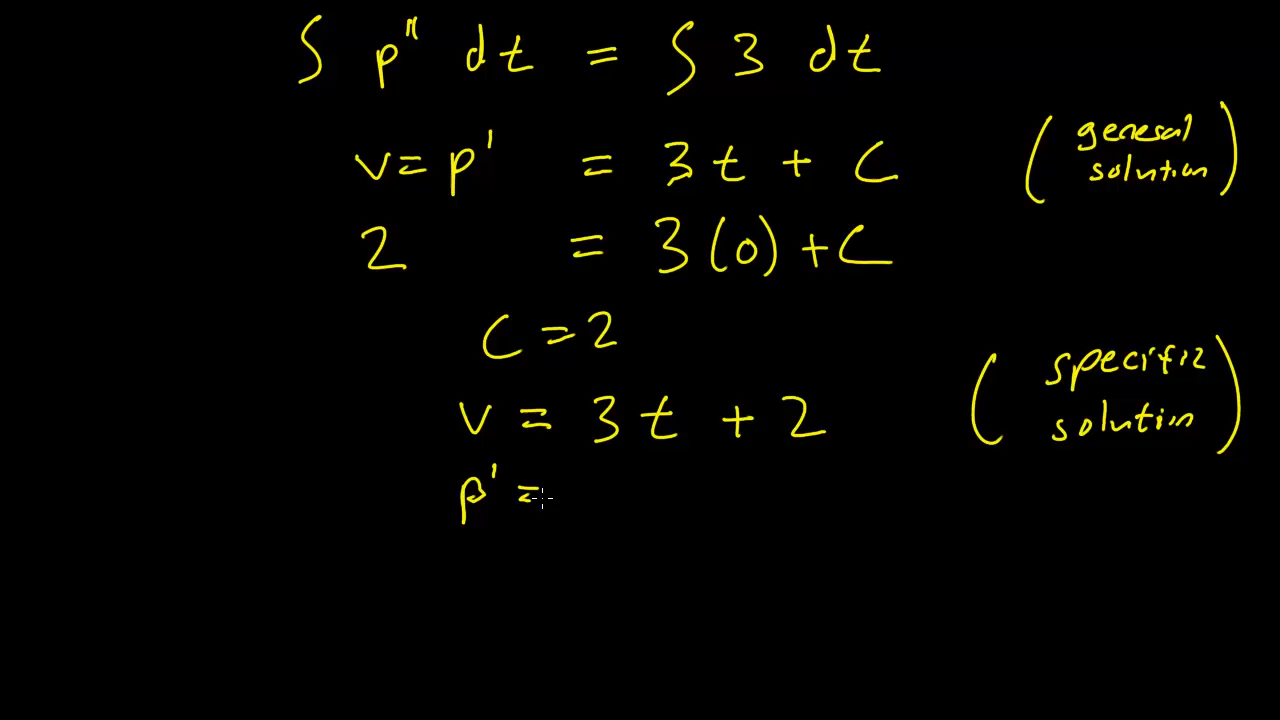 ∫ p'' dt = ∫ 3 dt
v = p' = 3t + C
(general solution)
2 = 3(0) + C
C = 2
v = 3t + 2
(specific solution)
p' =